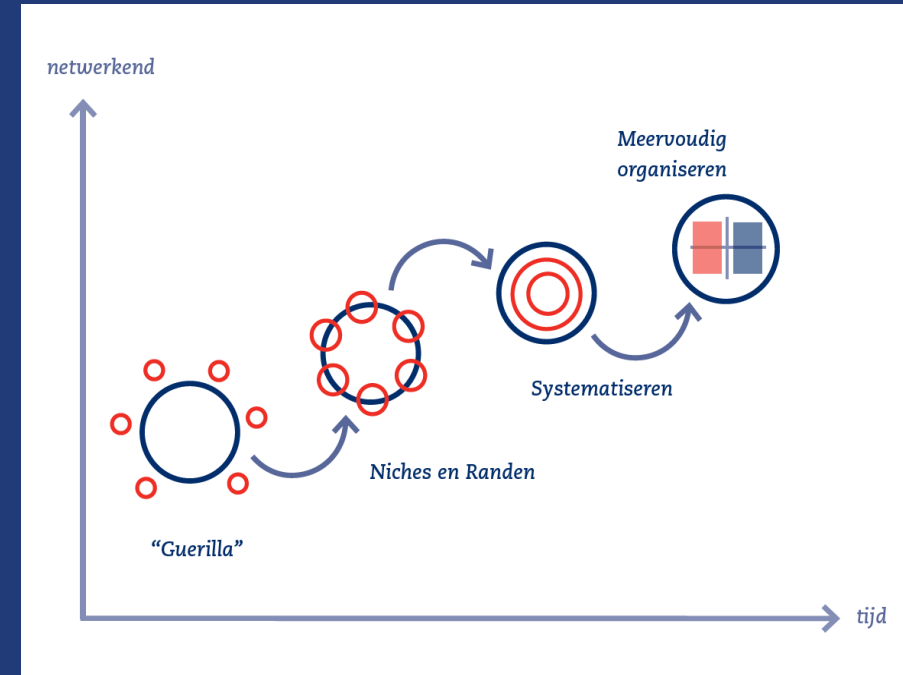 netwerkend
Meervoudig
organiseren
Systematiseren
Niches en Randen
“Guerilla”
tijd